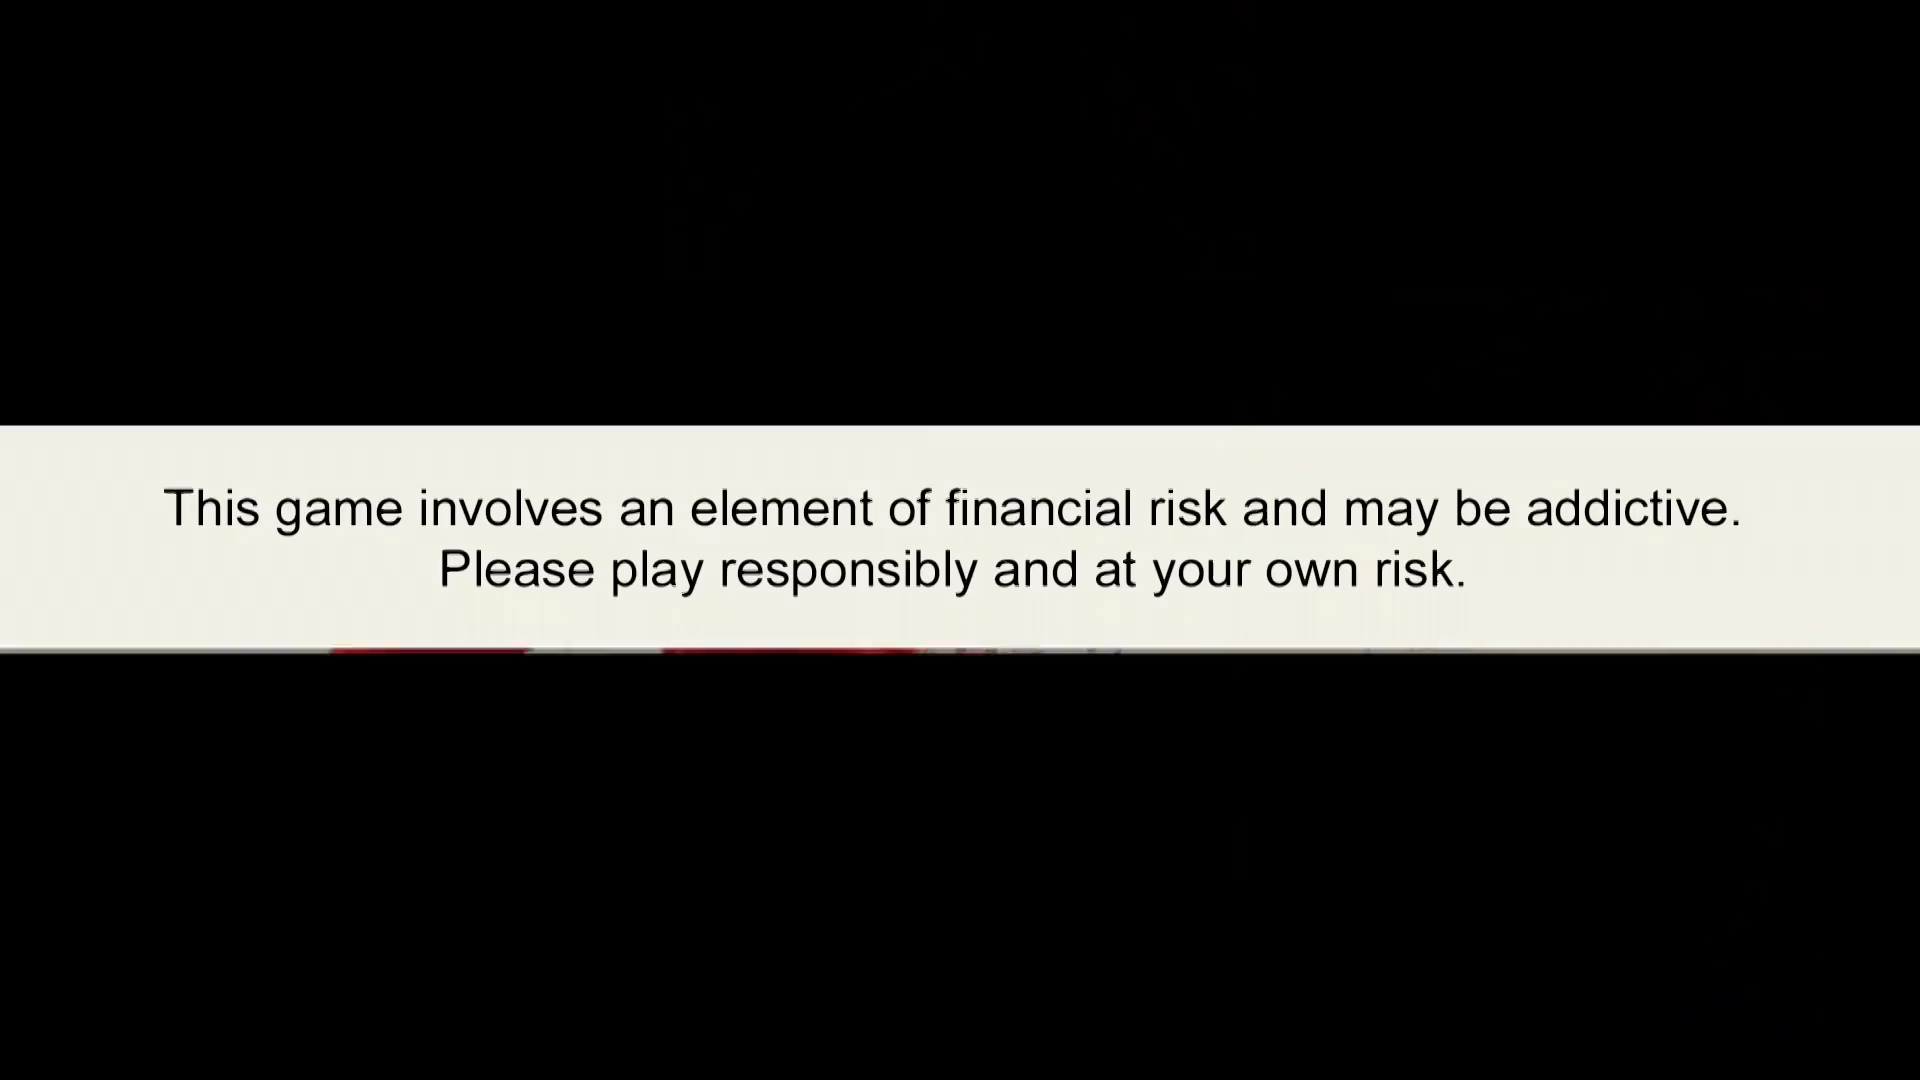 This game involves an element of financial risk and may be addictive.
Please play responsibly and at your own risk.